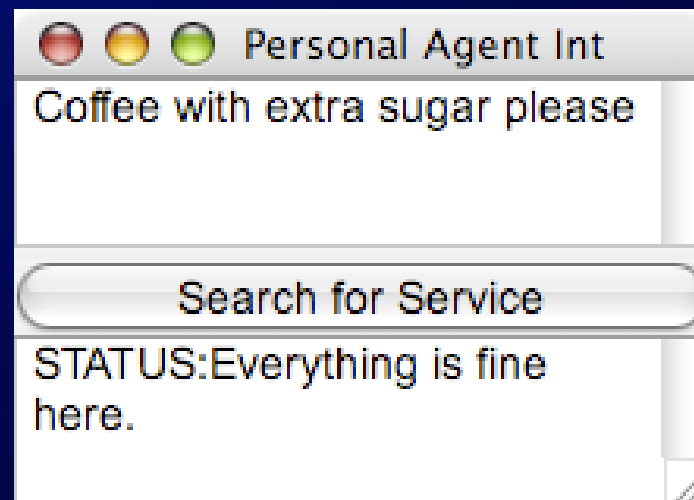 Personal Agent Int
Coffee with extra sugar please
Search for Service
STATUS:Everything is fine
here.